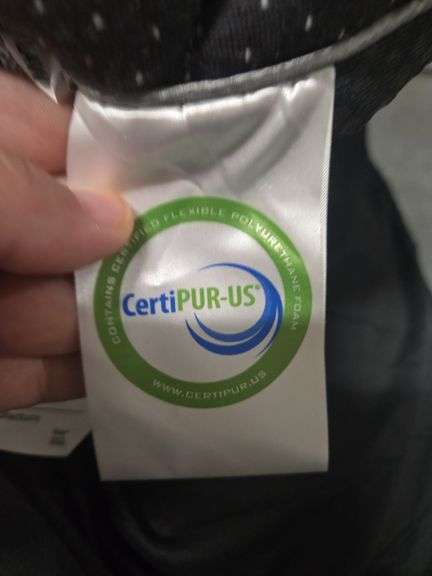 CONTAINS CERTIFIED FLEXIBLE POLYURETHANE FOAM
CertiPUR-US®
WWW.CERTIPUR.US